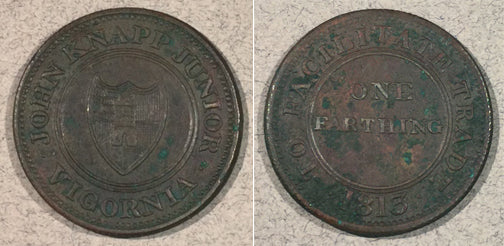 JOHN KNAPP JUNIOR
VIGORNIA
TO FACILITATE TRADE
ONE
FARTHING
1813